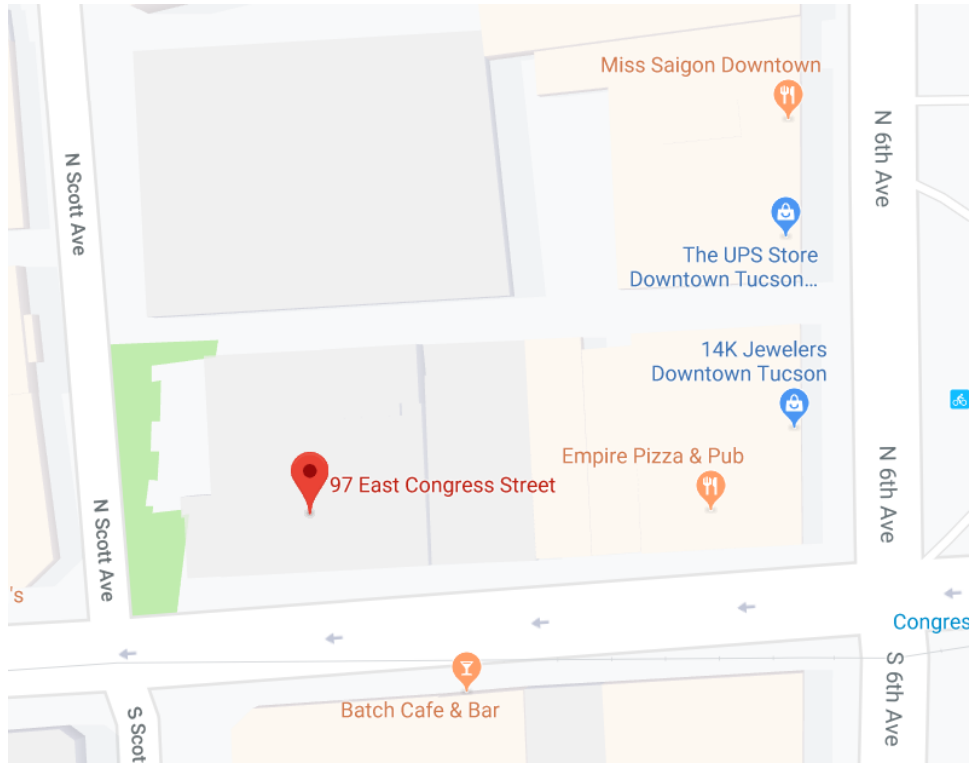 Miss Saigon Downtown
N 6th Ave
N Scott Ave
The UPS Store
Downtown Tucson...
14K Jewelers
Downtown Tucson
Empire Pizza & Pub
97 East Congress Street
N 6th Ave
N Scott Ave
's
Congres
S 6th Ave
Batch Cafe & Bar
S Scot